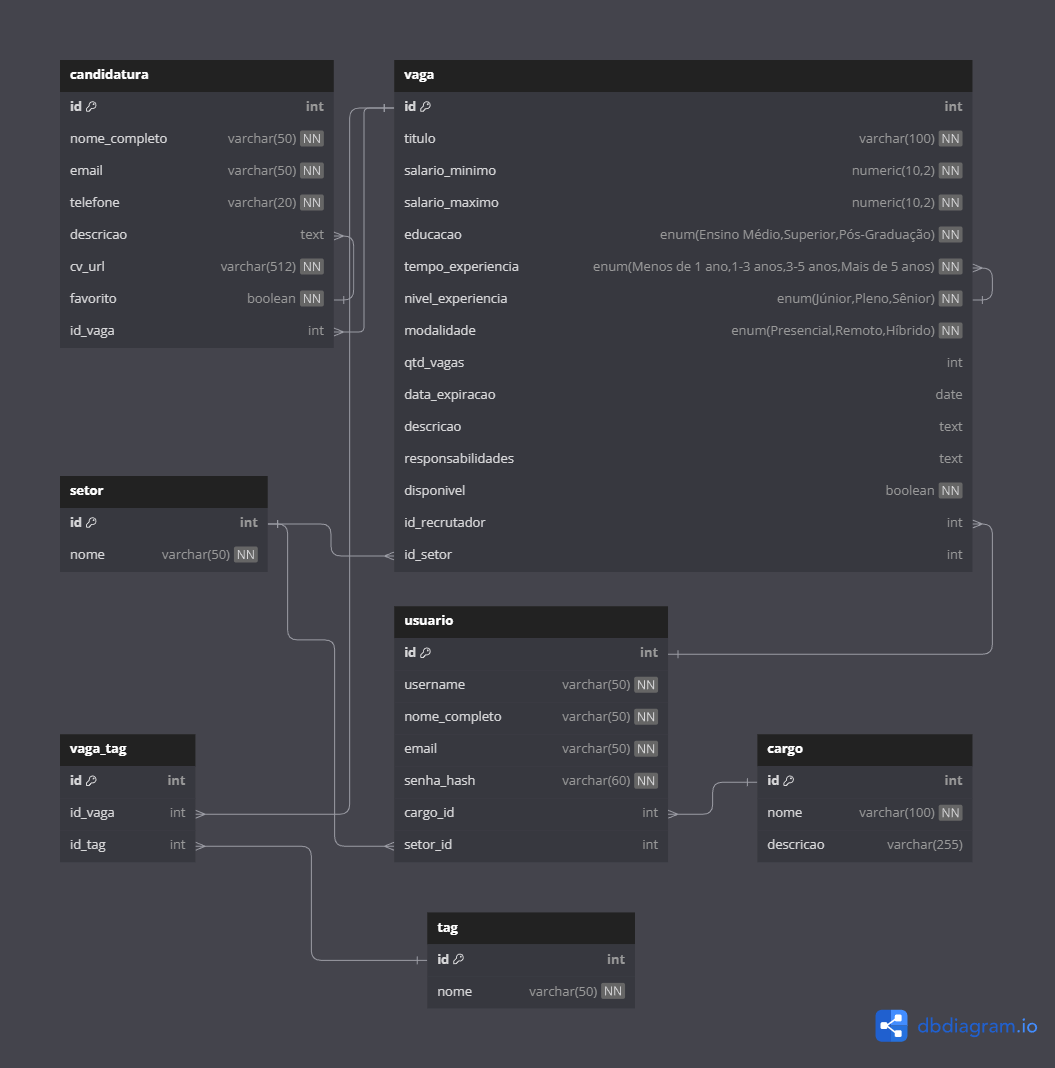 candidatura
id int
nome_completo varchar(50) NN
email varchar(50) NN
telefone varchar(20) NN
descricao text
cv_url varchar(512) NN
favorito boolean NN
id_vaga int
vaga
id int
titulo varchar(100) NN
salario_minimo numeric(10,2) NN
salario_maximo numeric(10,2) NN
educacao enum(Ensino Médio,Superior,Pós-Graduação) NN
tempo_experiencia enum(Menos de 1 ano,1-3 anos,3-5 anos,Mais de 5 anos) NN
nivel_experiencia enum(Júnior,Pleno,Sênior) NN
modalidade enum(Presencial,Remoto,Híbrido) NN
qtd_vagas int
data_expiracao date
descricao text
responsabilidades text
disponivel boolean NN
id_recrutador int
id_setor int
setor
id int
nome varchar(50) NN
usuario
id int
username varchar(50) NN
nome_completo varchar(50) NN
email varchar(50) NN
senha_hash varchar(60) NN
cargo_id int
setor_id int
vaga_tag
id int
id_vaga int
id_tag int
cargo
id int
nome varchar(100) NN
descricao varchar(255)
tag
id int
nome varchar(50) NN
dbdiagram.io